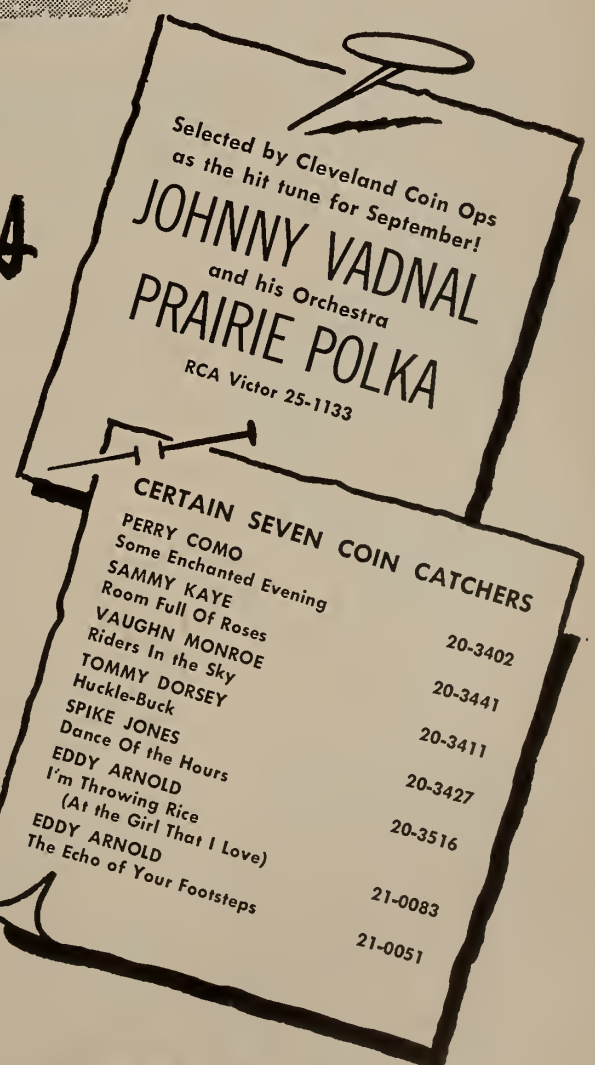 Selected by Cleveland Coin Ops
as the hit tune for September!
JOHNNY VADNAL
and his Orchestra
PRAIRIE POLKA
RCA Victor 25-1133
CERTAIN SEVEN COIN CATCHERS
PERRY COMO
Some Enchanted Evening 20-3402
SAMMY KAYE
Room Full Of Roses 20-3441
VAUGHN MONROE
Riders In the Sky 20-3411
TOMMY DORSEY
Huckle-Buck 20-3427
SPIKE JONES
Dance Of the Hours 20-3516
EDDY ARNOLD
I'm Throwing Rice
(At the Girl That I Love) 21-0083
EDDY ARNOLD
The Echo of Your Footsteps 21-0051